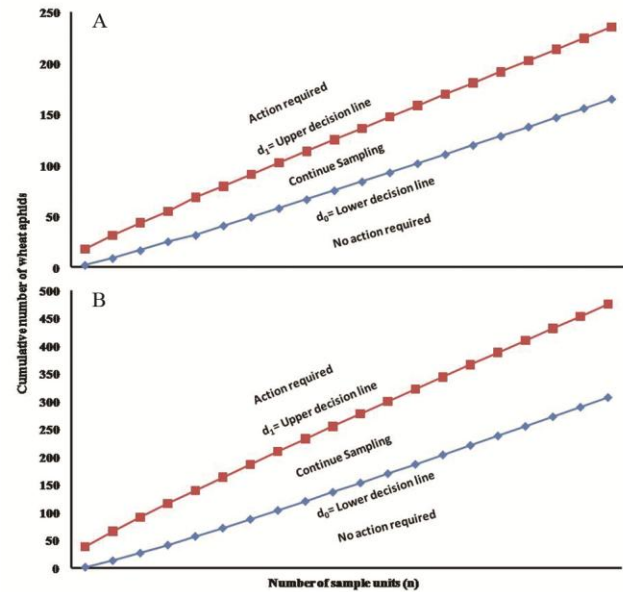 Cumulative number of wheat aphids
A
250
200
150
100
50
0
Action required
d1= Upper decision line
Continue Sampling
d0= Lower decision line
No action required
B
500
450
400
350
300
250
200
150
100
50
0
Action required
d1= Upper decision line
Continue Sampling
d0= Lower decision line
No action required
Number of sample units (n)